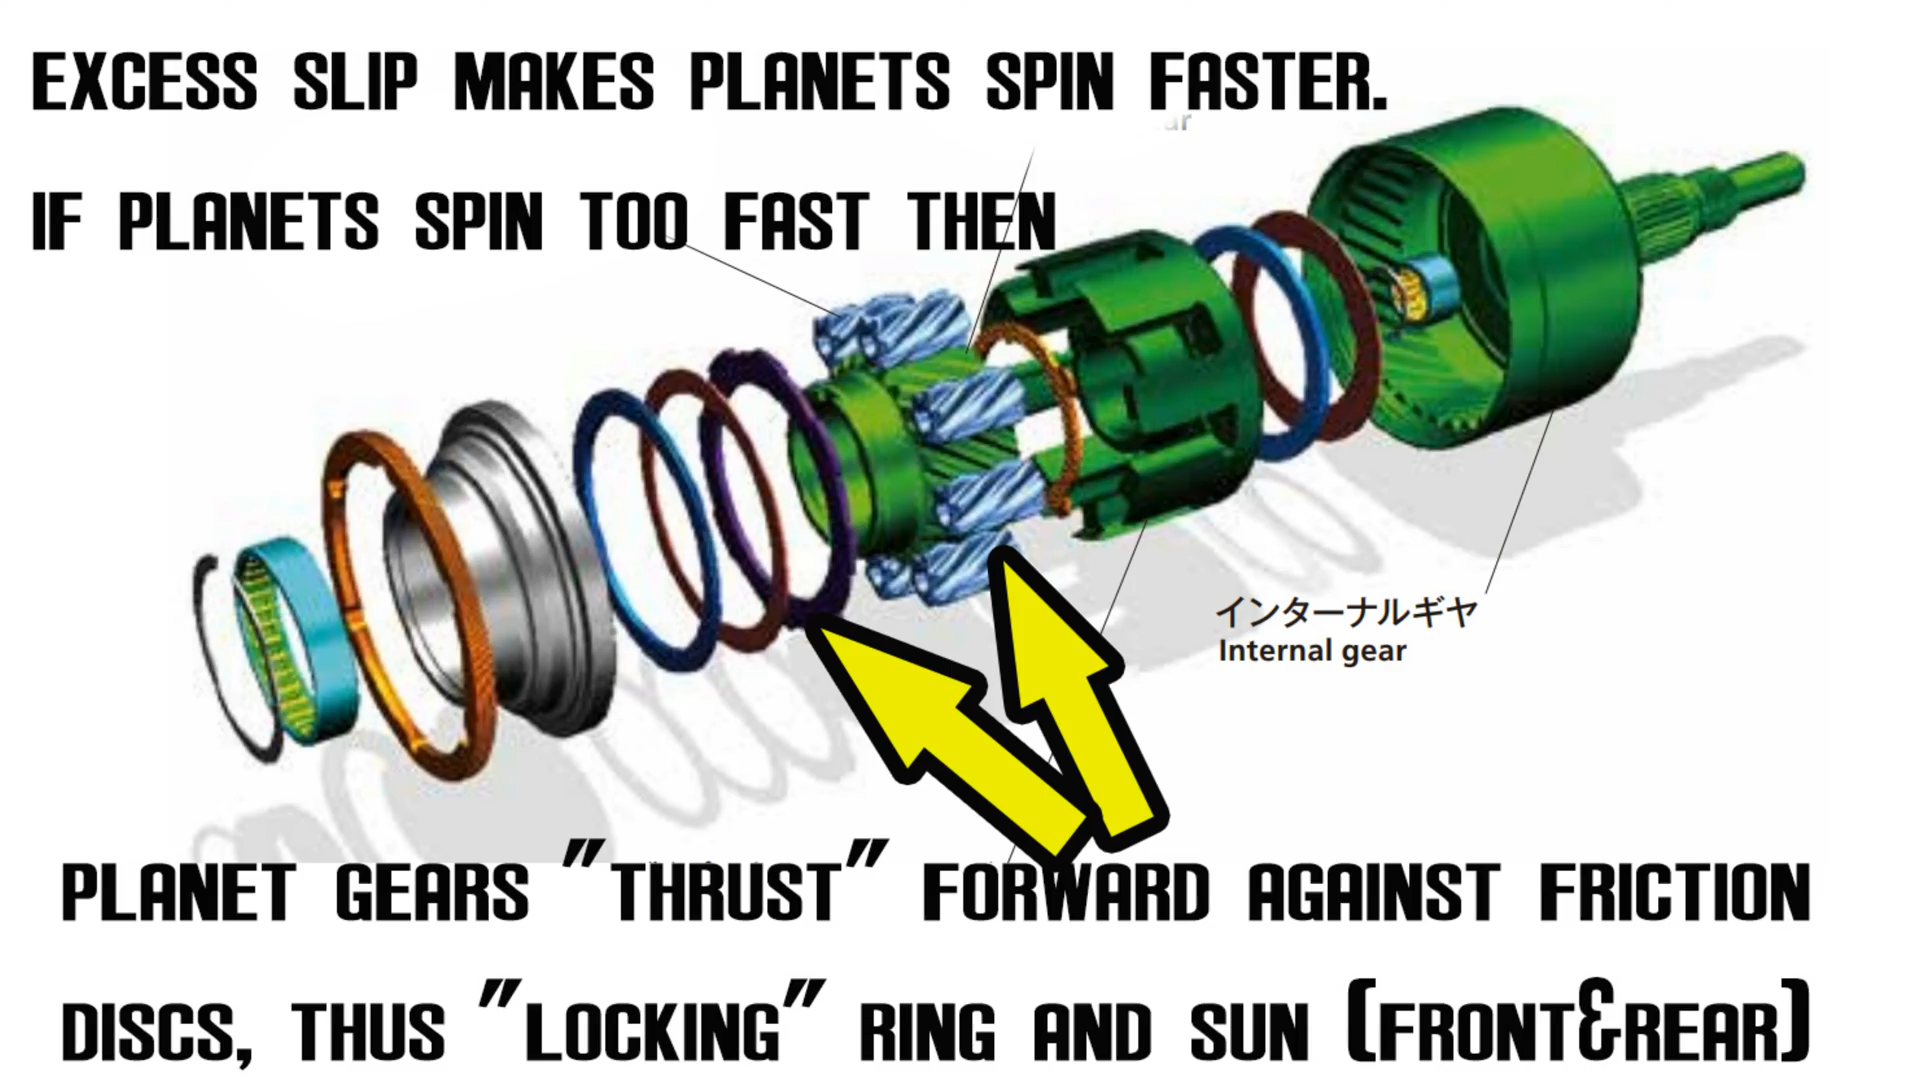 EXCESS SLIP MAKES PLANETS SPIN FASTER.
ar
IF PLANETS SPIN TOO FAST THEN
インターナルギヤ
Internal gear
PLANET GEARS "THRUST" FORWARD AGAINST FRICTION
DISCS, THUS "LOCKING" RING AND SUN (FRONT&REAR)